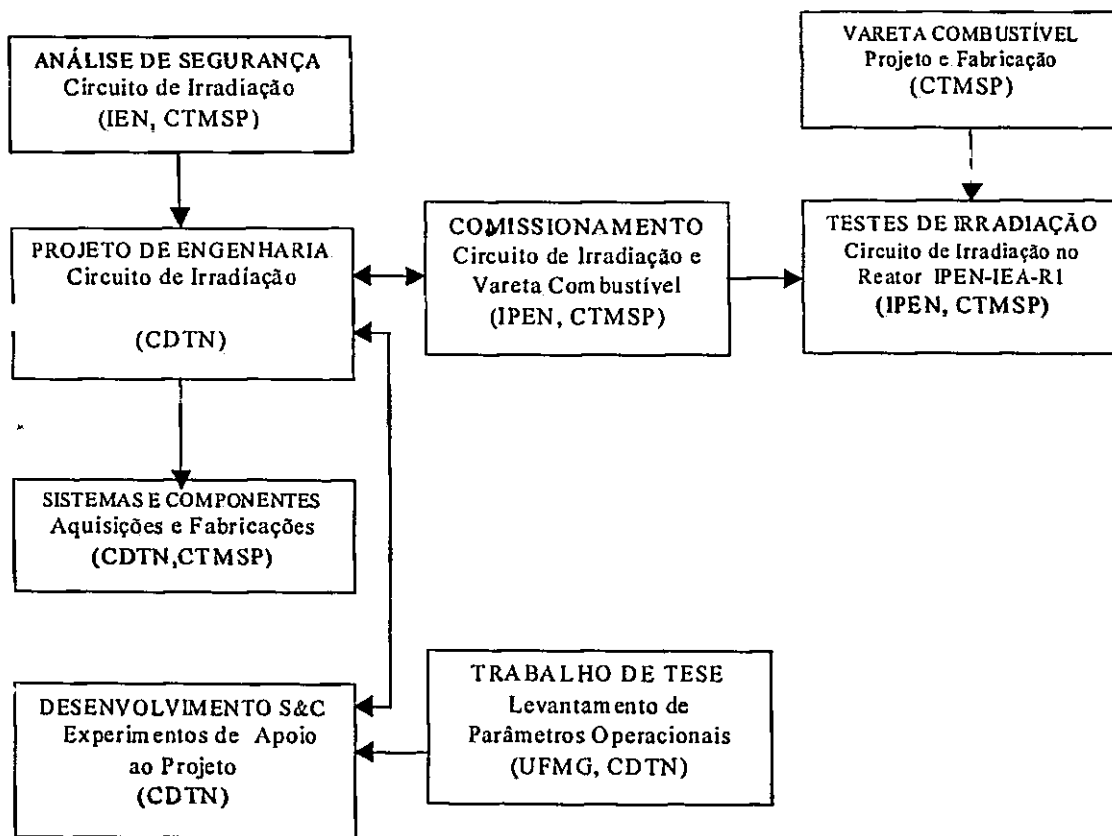 ANÁLISE DE SEGURANÇA
Circuito de Irradiação
(IEN, CTMSP)
VARETA COMBUSTÍVEL
Projeto e Fabricação
(CTMSP)
PROJETO DE ENGENHARIA
Circuito de Irradíação
(CDTN)
COMISSIONAMENTO
Circuito de Irradiação e
Vareta Combustível
(IPEN, CTMSP)
TESTES DE IRRADIAÇÃO
Circuito de Irradiação no
Reator IPEN-IEA-R1
(IPEN, CTMSP)
SISTEMAS E COMPONENTES
Aquisições e Fabricações
(CDTN,CTMSP)
DESENVOLVIMENTO S&C
Experimentos de Apoio
ao Projeto
(CDTN)
TRABALHO DE TESE
Levantamento de
Parâmetros Operacionais
(UFMG, CDTN)